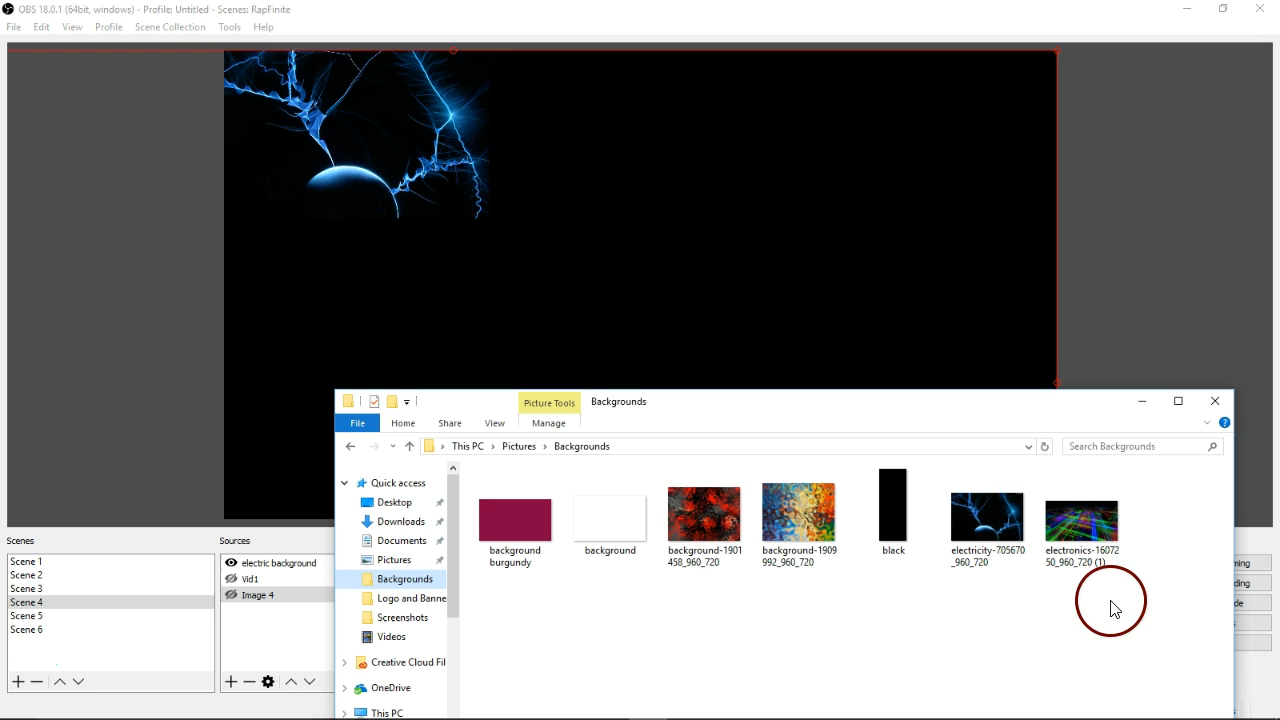 OBS 18.0.1 (64bit, windows) - Profile: Untitled - Scenes: RapFinite
File Edit View Profile Scene Collection Tools Help
Picture Tools Backgrounds
File Home Share View Manage
This PC Pictures Backgrounds Search Backgrounds
Quick access
Desktop
Downloads
Documents
Pictures
Backgrounds
Logo and Banne
Screenshots
Videos
Creative Cloud Fil
OneDrive
This PC
background
burgundy
background
background-1901
458_960_720
background-1909
992_960_720
black
electricity-705670
_960_720
electronics-16072
50_960_720 (1)
Scenes
Scene 1
Scene 2
Scene 3
Scene 4
Scene 5
Scene 6
Sources
electric background
Vid1
Image 4
ming
ding
de
s